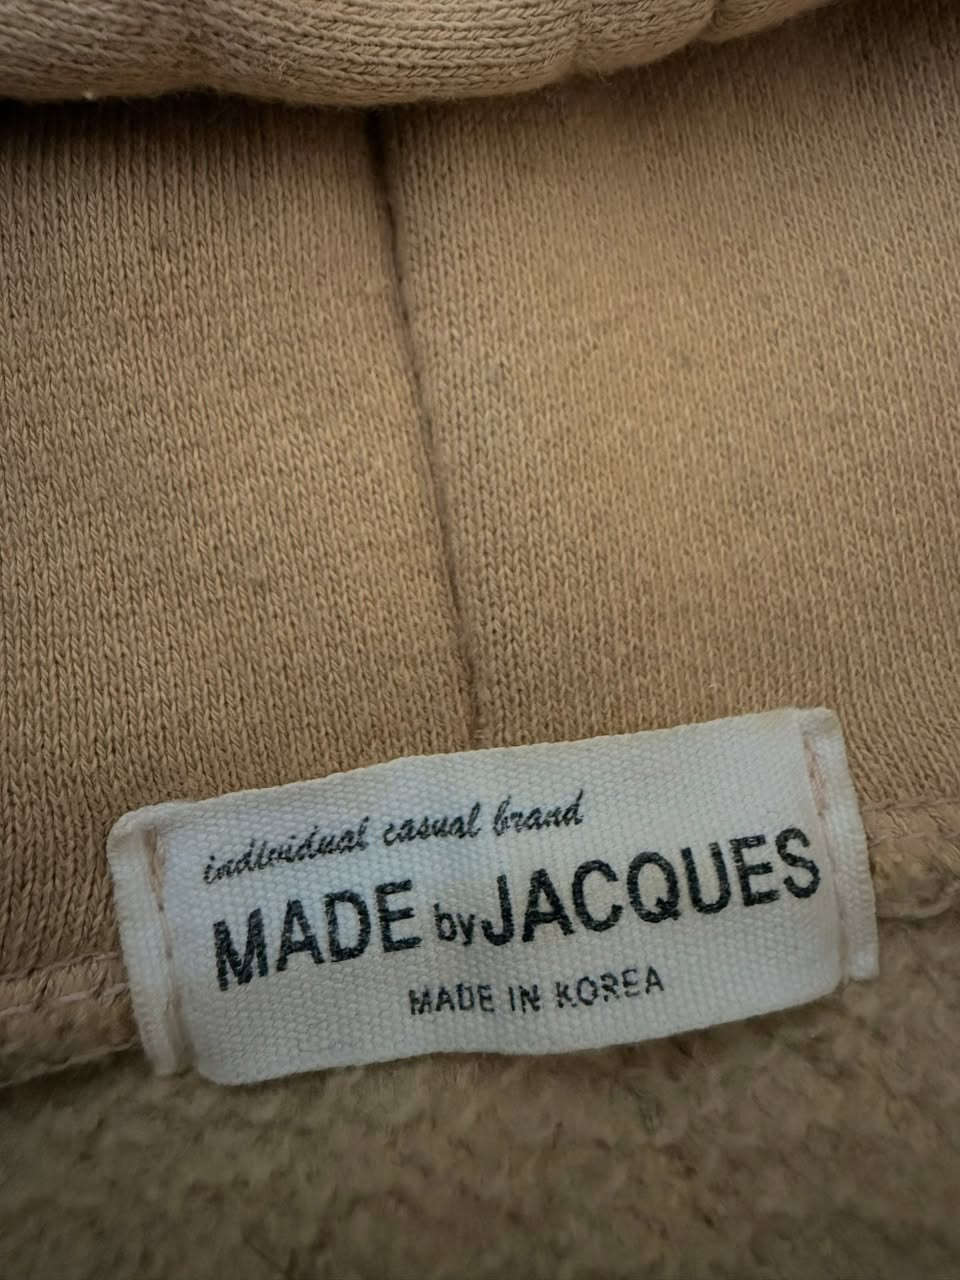 individual casual brand
MADE by JACQUES
MADE IN KOREA